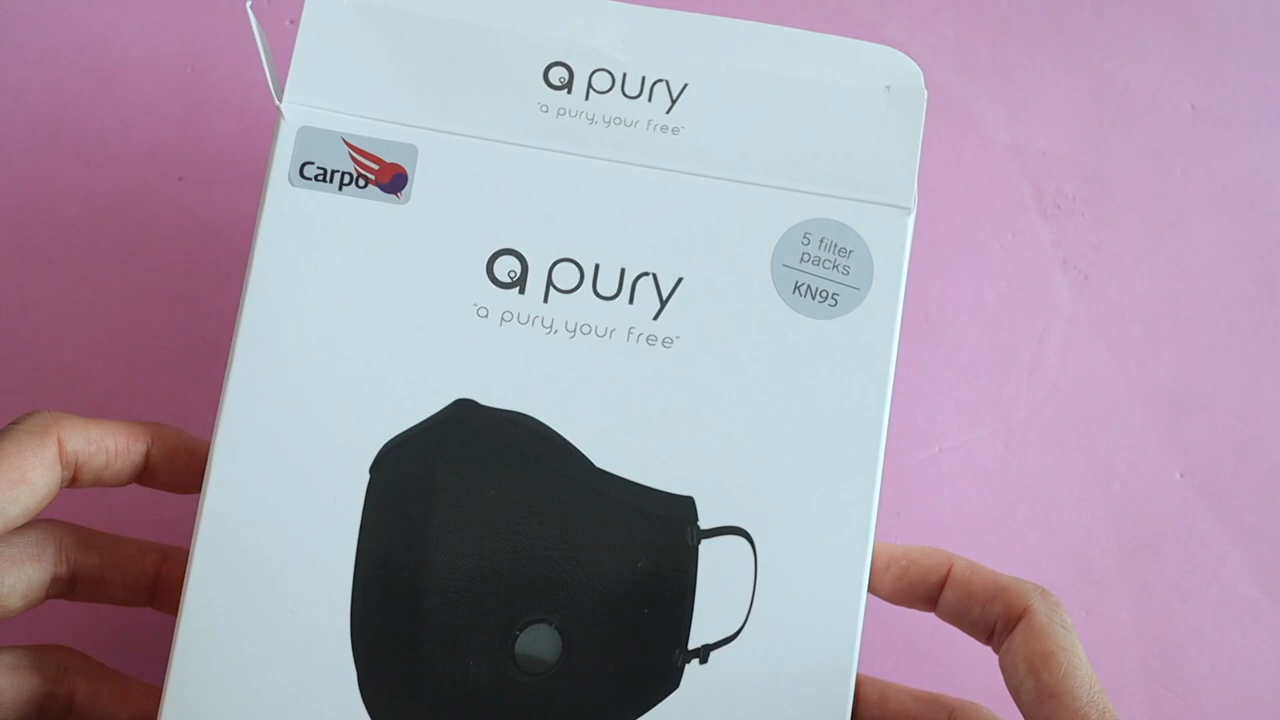 a pury
"a pury, your free"
Carpo
5 filter
packs
KN95
a pury
"a pury, your free"